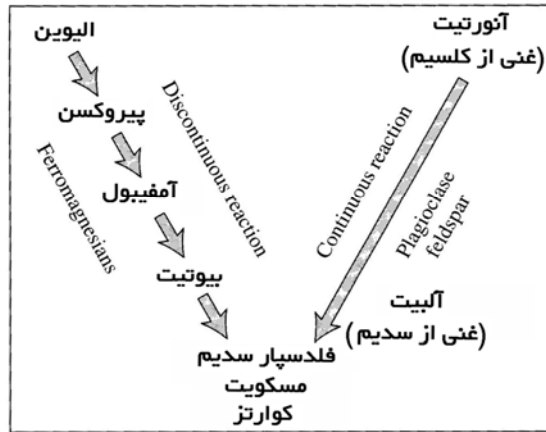 الیوین
پیروکسن
آمفیبول
بیوتیت
Ferromagnesians
Discontinuous reaction
آنورتیت
(غنی از کلسیم)
Continuous reaction
Plagioclase
feldspar
آلبیت
(غنی از سدیم)
فلدسپار سدیم
مسکویت
کوارتز